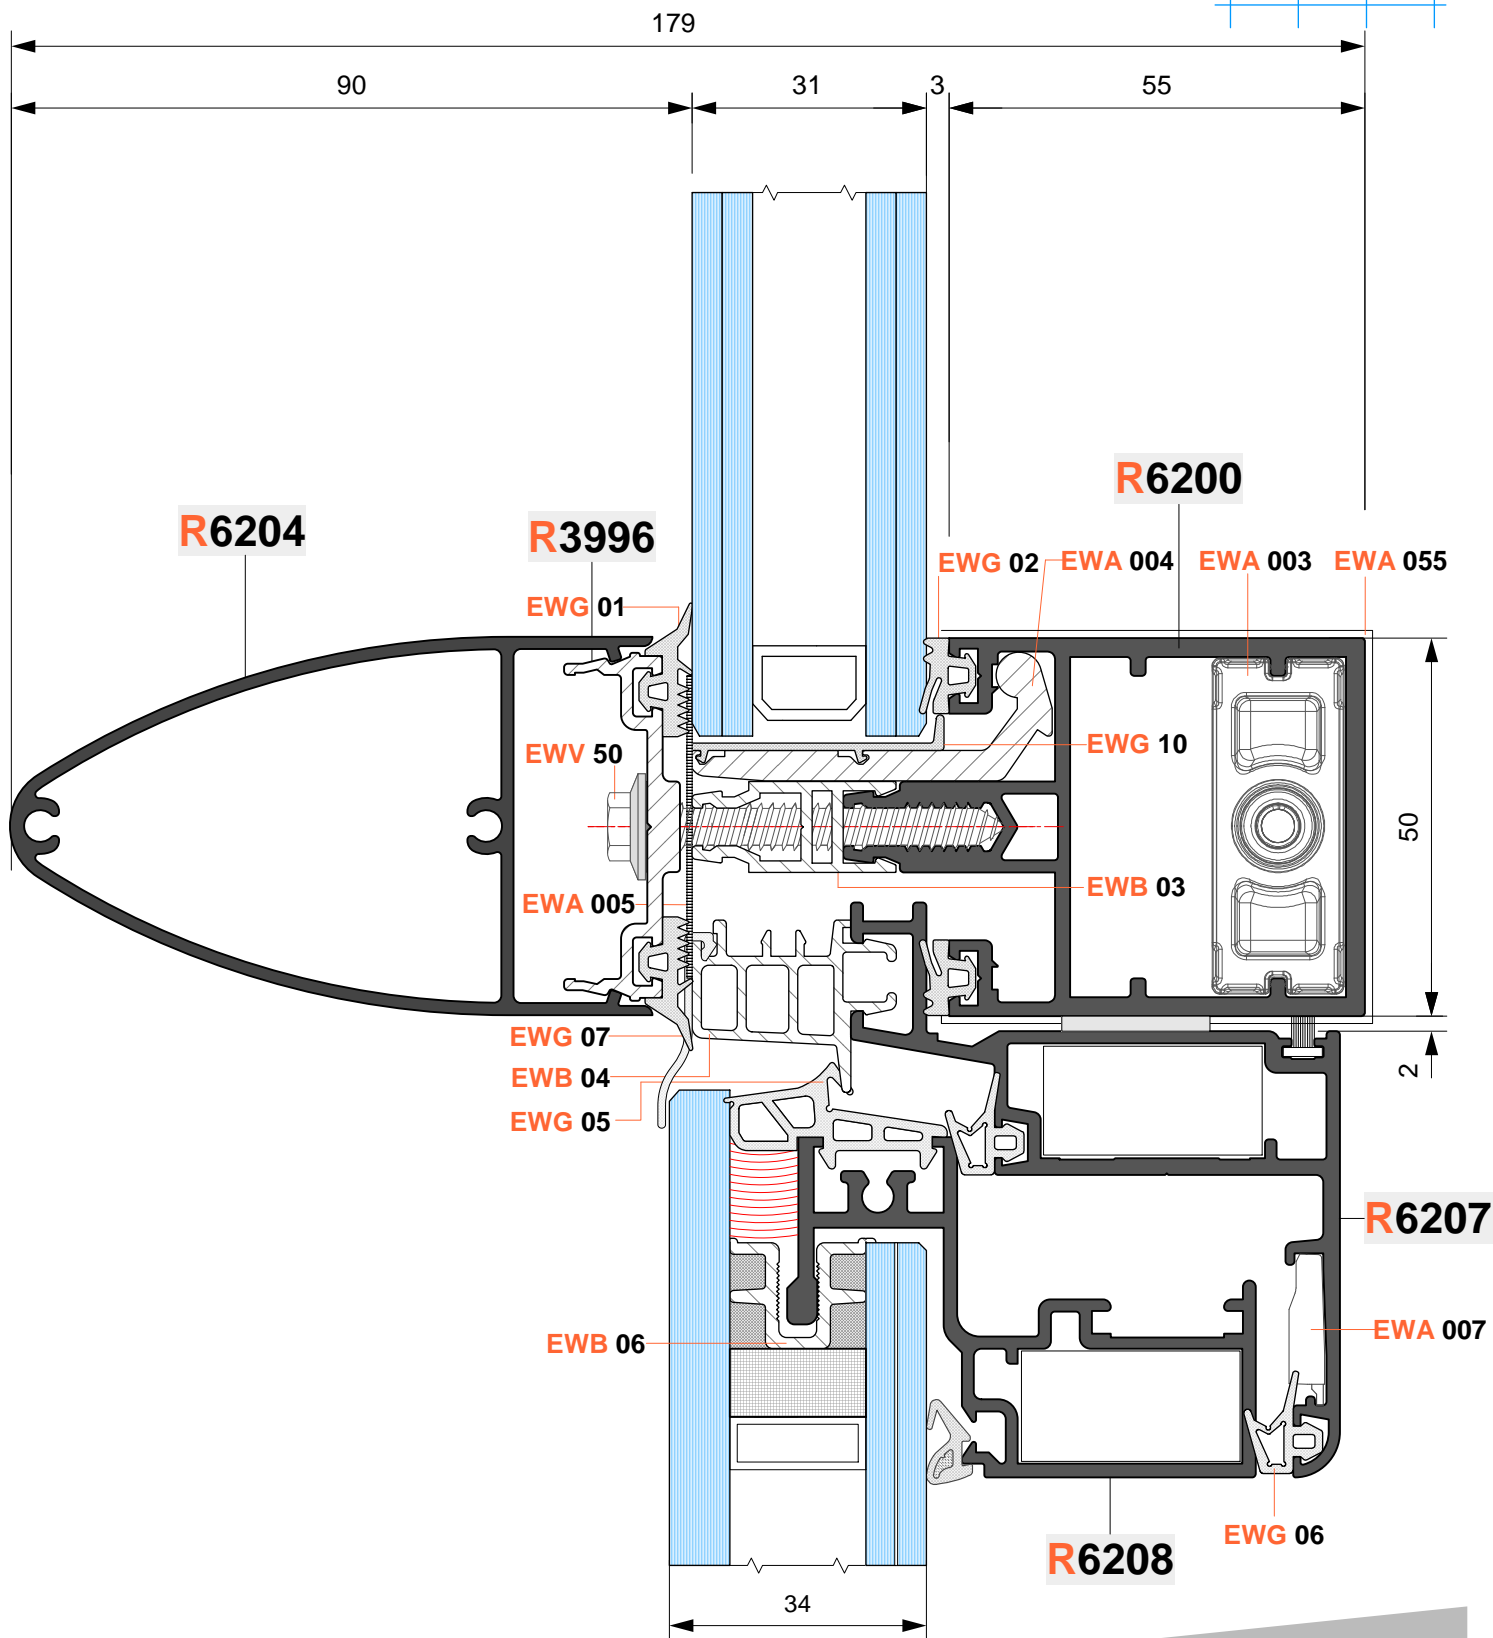 179
90 31 3 55
R6200
R6204 R3996
EWG 02 EWA 004 EWA 003 EWA 055
EWG 01
EWV 50 EWG 10
50
EWB 03
EWA 005
EWG 07
EWB 04 2
EWG 05
R6207
EWB 06 EWA 007
EWG 06
R6208
34